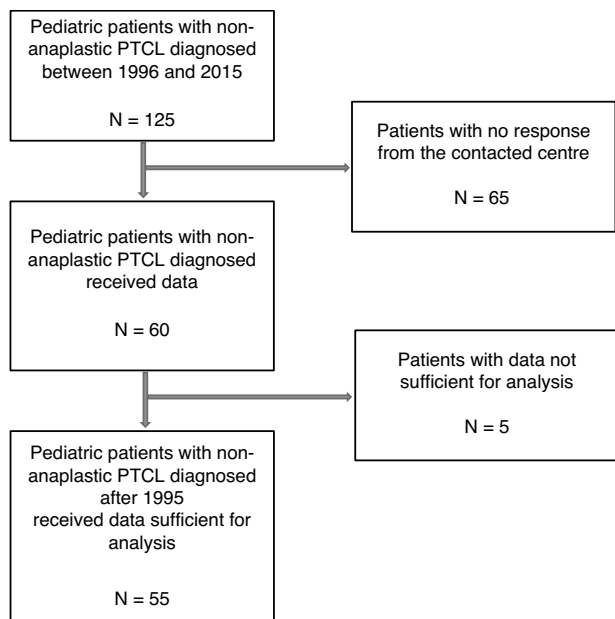 Pediatric patients with non-
anaplastic PTCL diagnosed
between 1996 and 2015
N = 125
Patients with no response
from the contacted centre
N = 65
Pediatric patients with non-
anaplastic PTCL diagnosed
received data
N = 60
Patients with data not
sufficient for analysis
N = 5
Pediatric patients with non-
anaplastic PTCL diagnosed
after 1995
received data sufficient for
analysis
N = 55